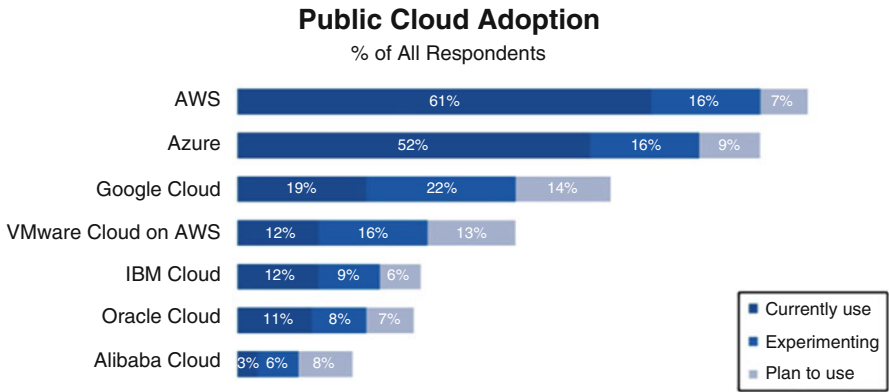 Public Cloud Adoption
% of All Respondents
AWS 61% 16% 7%
Azure 52% 16% 9%
Google Cloud 19% 22% 14%
VMware Cloud on AWS 12% 16% 13%
IBM Cloud 12% 9% 6%
Oracle Cloud 11% 8% 7%
Alibaba Cloud 3% 6% 8%
Currently use
Experimenting
Plan to use